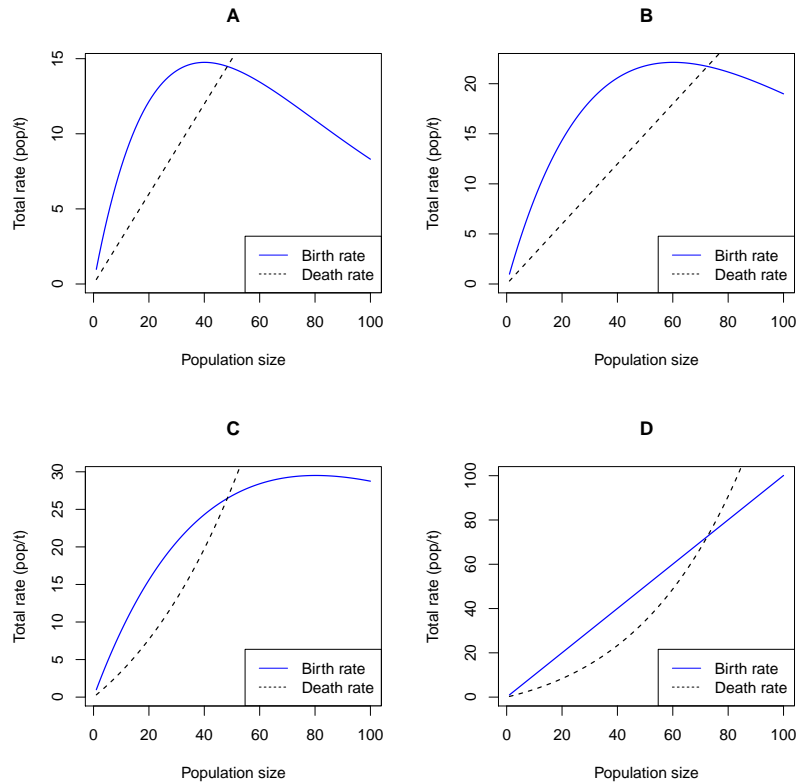 A
Total rate (pop/t)
15
10
5
0
Birth rate
Death rate
0 20 40 60 80 100
Population size
B
Total rate (pop/t)
20
15
10
5
0
Birth rate
Death rate
0 20 40 60 80 100
Population size
C
Total rate (pop/t)
30
25
20
15
10
5
0
Birth rate
Death rate
0 20 40 60 80 100
Population size
D
Total rate (pop/t)
100
80
60
40
20
0
Birth rate
Death rate
0 20 40 60 80 100
Population size